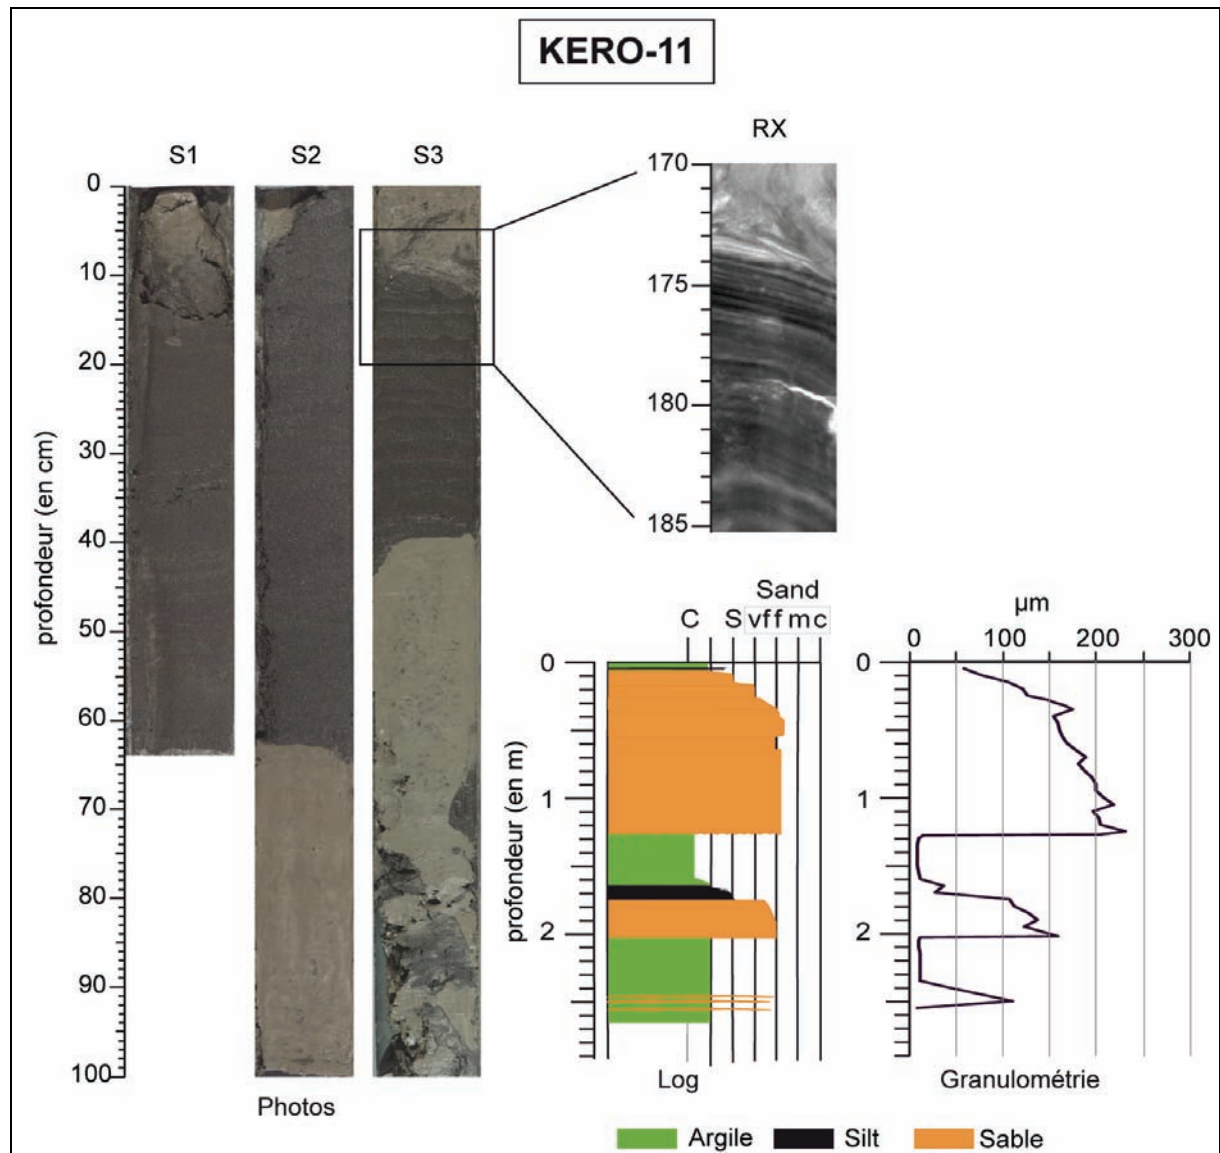 KERO-11
S1 S2 S3
RX
0
10
20
30
40
50
60
70
80
90
100
profondeur (en cm)
Photos
170
175
180
185
Sand
C S vf f m c
0
1
2
profondeur (en m)
Log
µm
0 100 200 300
0
1
2
Granulométrie
Argile Silt Sable